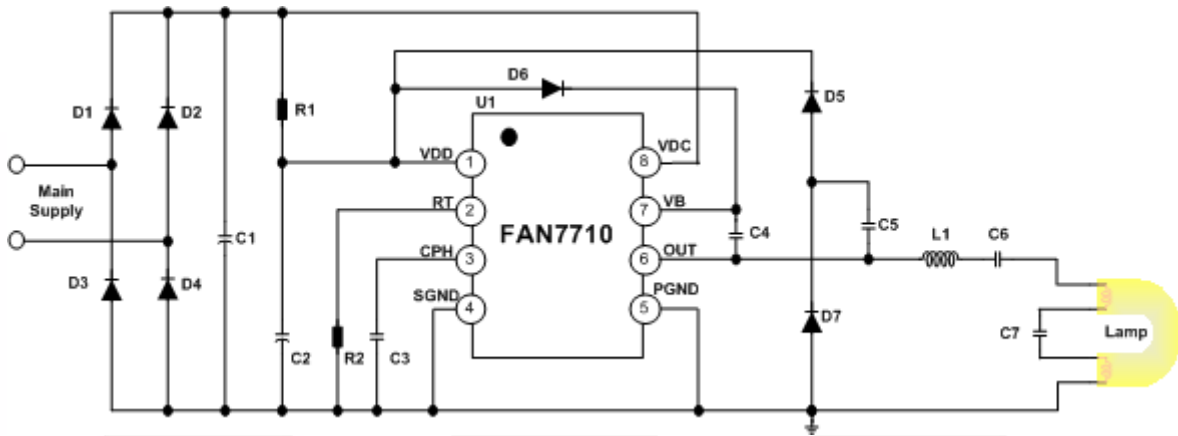 D6
U1
D5
D1
D2
R1
VDD
1
8
VDC
Main
Supply
RT
2
7
VB
C1
FAN7710
C4
C5
CPH
3
6
OUT
L1
C6
D3
D4
SGND
4
5
PGND
D7
C2
R2
C3
C7
Lamp